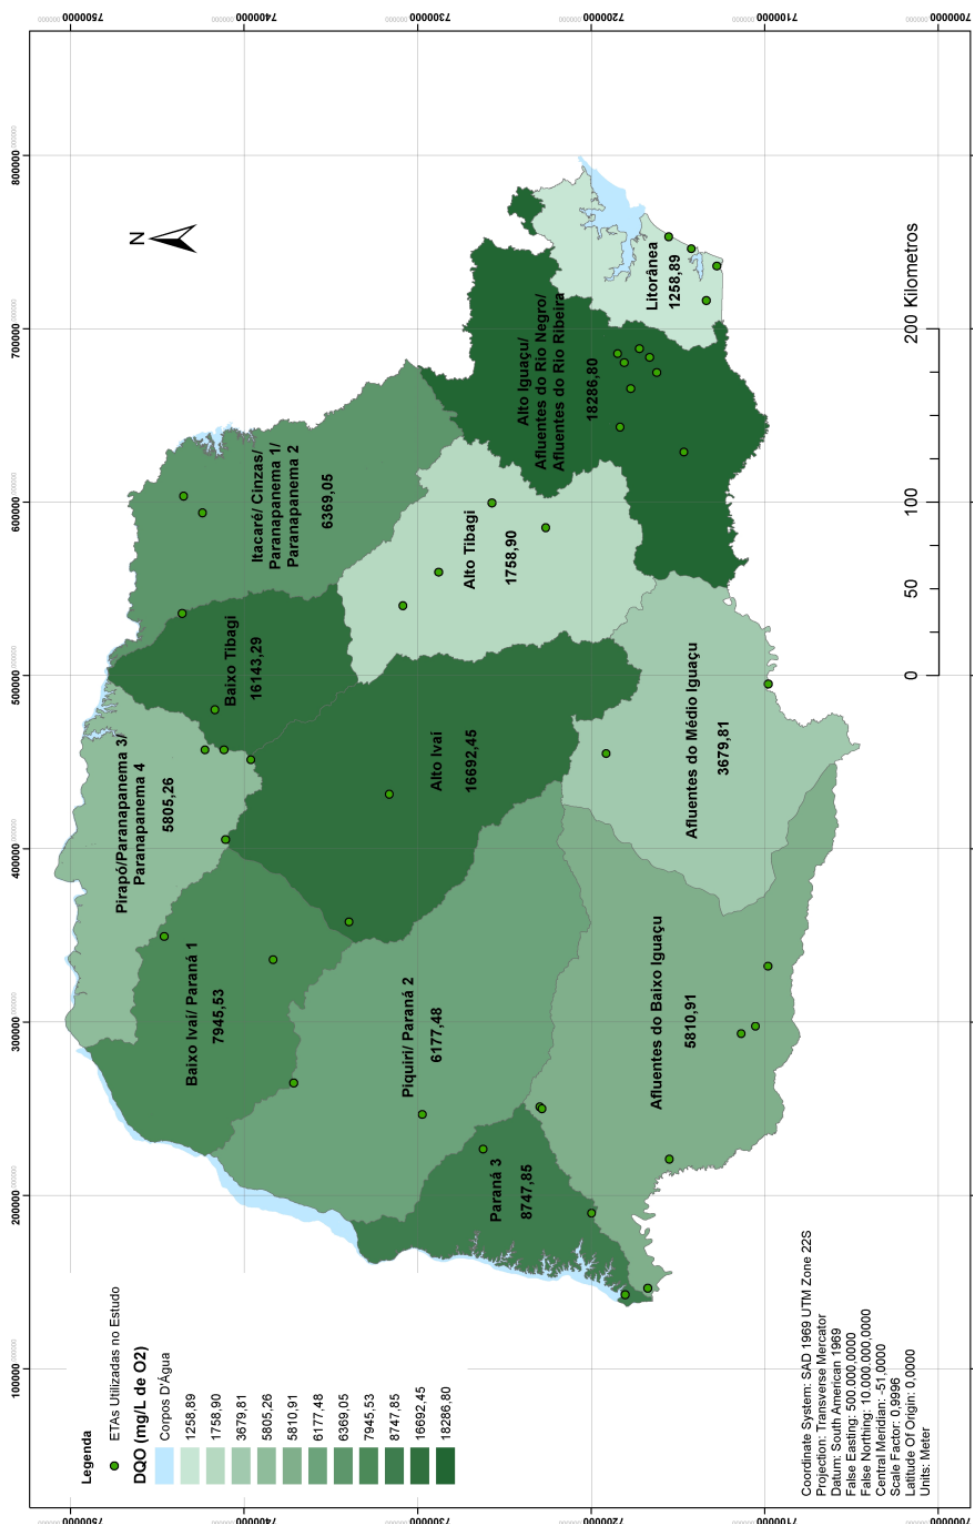 7500000
7400000
7300000
7200000
7100000
7000000
800000
700000
600000
500000
400000
300000
200000
100000
N
Pirapó/Paranapanema 3/
Paranapanema 4
5805,26
Baixo Tibagi
16143,29
Itacaré/ Cinzas/
Paranapanema 1/
Paranapanema 2
6369,05
Baixo Ivaí/ Paraná 1
7945,53
Alto Ivaí
16692,45
Alto Tibagi
1758,90
Alto Iguaçu/
Afluentes do Rio Negro/
Afluentes do Rio Ribeira
18286,80
Litorânea
1258,89
Piquiri/ Paraná 2
6177,48
Paraná 3
8747,85
Afluentes do Baixo Iguaçu
5810,91
Afluentes do Médio Iguaçu
3679,81
Legenda
ETAs Utilizadas no Estudo
DQO (mg/L de O2)
Corpos D'Água
1258,89
1758,90
3679,81
5805,26
5810,91
6177,48
6369,05
7945,53
8747,85
16692,45
18286,80
Coordinate System: SAD 1969 UTM Zone 22S
Projection: Transverse Mercator
Datum: South American 1969
False Easting: 500.000,0000
False Northing: 10.000.000,0000
Central Meridian: -51,0000
Scale Factor: 0,9996
Latitude Of Origin: 0,0000
Units: Meter
0 50 100 200 Kilometros
7500000
7400000
7300000
7200000
7100000
7000000